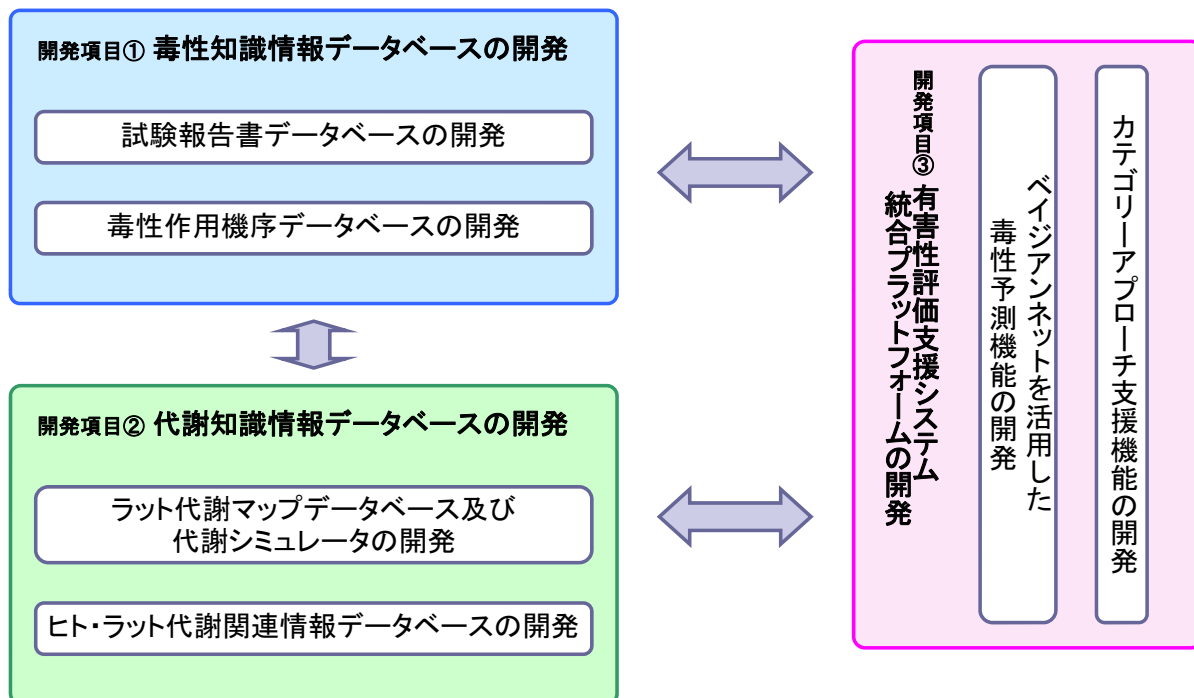 開発項目① 毒性知識情報データベースの開発
試験報告書データベースの開発
毒性作用機序データベースの開発
開発項目② 代謝知識情報データベースの開発
ラット代謝マップデータベース及び
代謝シミュレータの開発
ヒト・ラット代謝関連情報データベースの開発
開発項目③ 有害性評価支援システム
統合プラットフォームの開発
ベイジアンネットを活用した
毒性予測機能の開発
カテゴリーアプローチ支援機能の開発